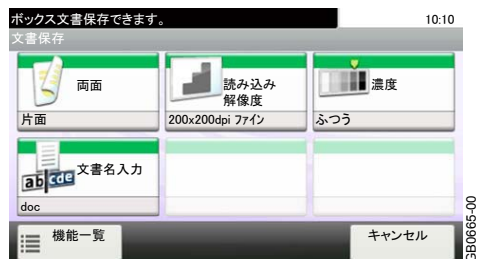 ボックス文書保存できます。
10:10
文書保存
両面
片面
読み込み
解像度
200x200dpi ファイン
濃度
ふつう
ab cde
文書名入力
doc
機能一覧
キャンセル
GB0665-00